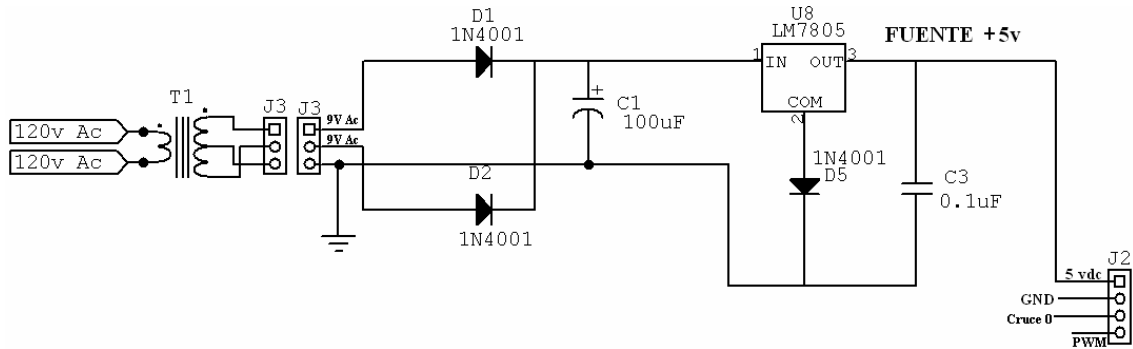 T1
120v Ac
120v Ac
J3
J3
9V Ac
9V Ac
D1
1N4001
D2
1N4001
+
C1
100uF
U8
LM7805
1 IN OUT 3
COM
2
1N4001
D5
FUENTE +5v
C3
0.1uF
J2
5 vdc
GND
Cruce 0
PWM